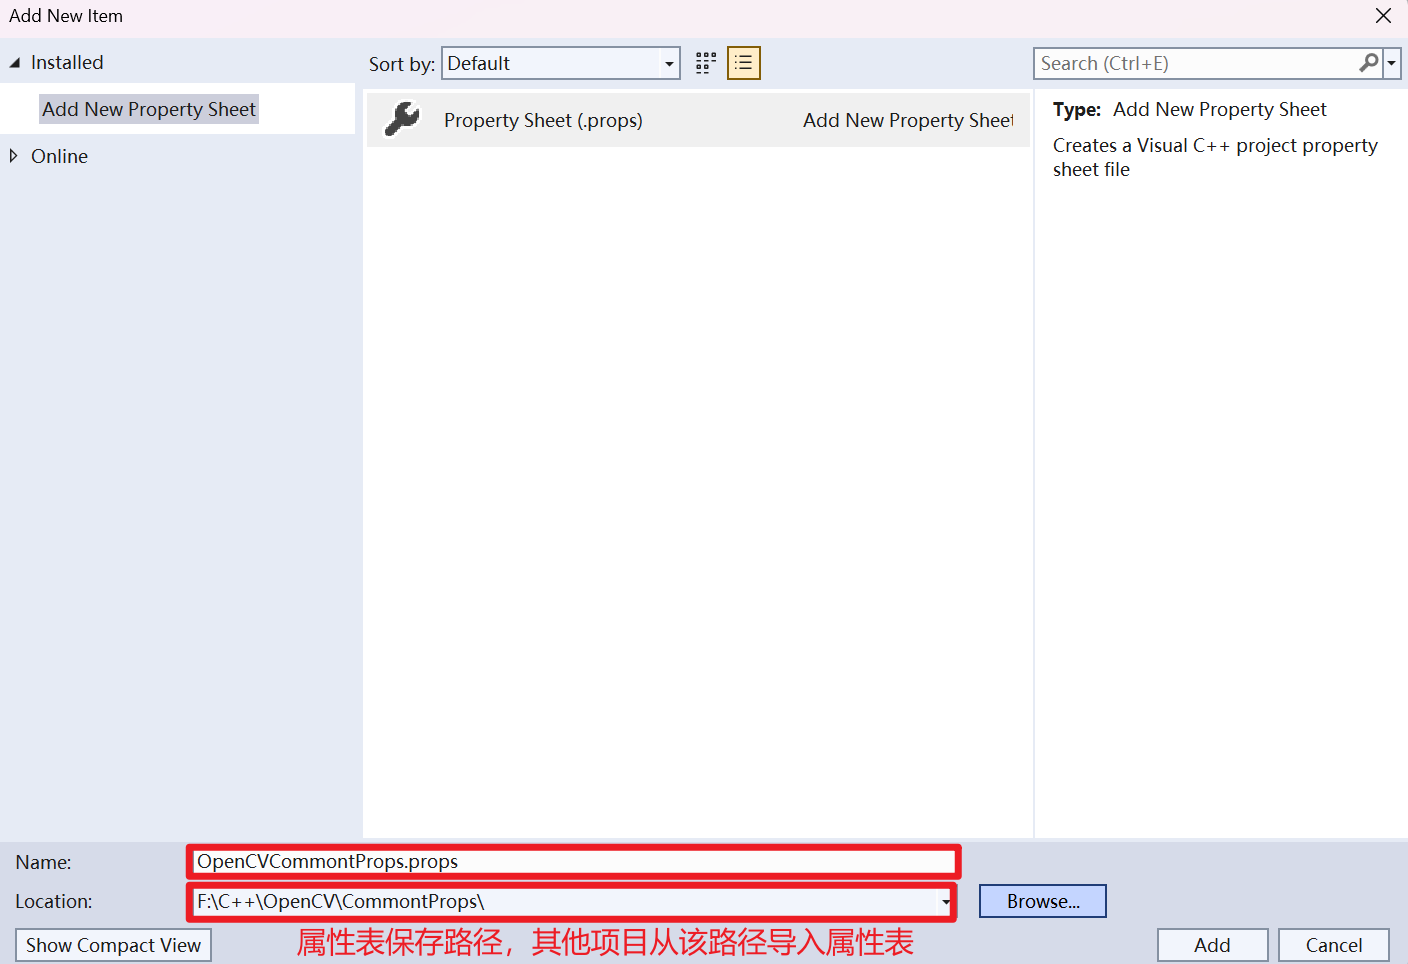 Add New Item
Installed
Add New Property Sheet
Online
Sort by: Default
Search (Ctrl+E)
Property Sheet (.props) Add New Property Sheet
Type: Add New Property Sheet
Creates a Visual C++ project property
sheet file
Name: OpenCVCommontProps.props
Location: F:\C++\OpenCV\CommontProps\ Browse...
属性表保存路径，其他项目从该路径导入属性表
Show Compact View Add Cancel